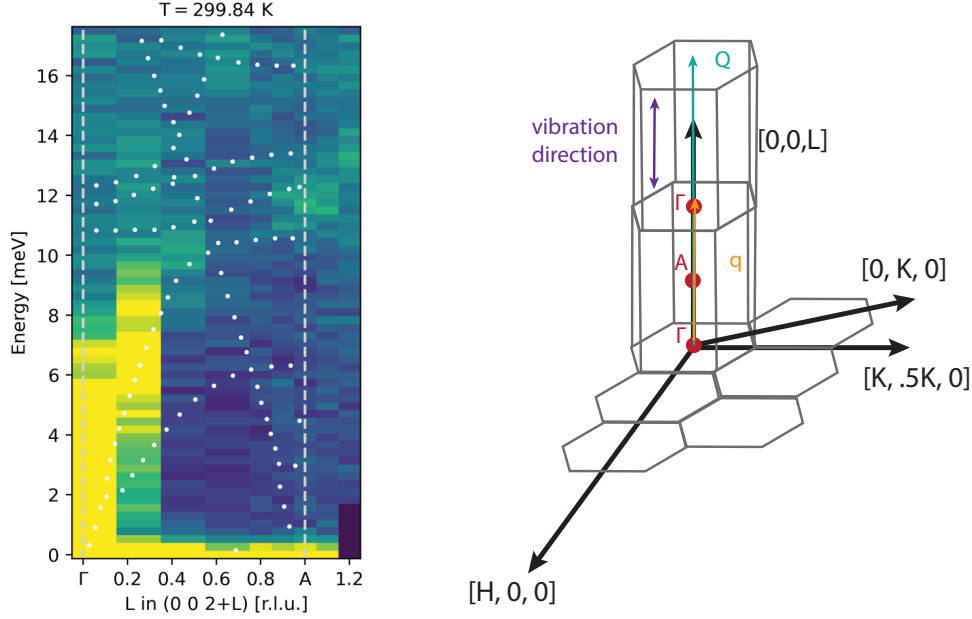 T = 299.84 K
Energy [meV]
16
14
12
10
8
6
4
2
0
Γ
0.2
0.4
0.6
0.8
A
1.2
L in (0 0 2+L) [r.l.u.]
Q
vibration
direction
[0,0,L]
Γ
A
q
Γ
[0, K, 0]
[K, .5K, 0]
[H, 0, 0]